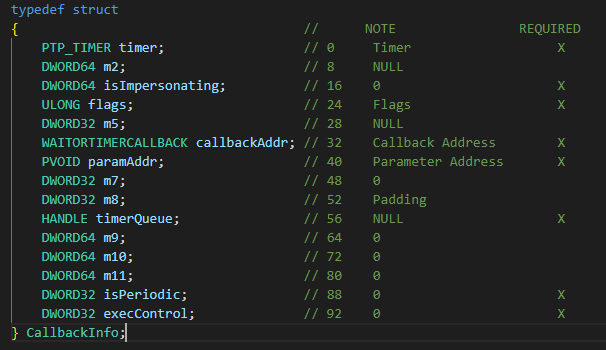 typedef struct
{ // NOTE REQUIRED
PTP_TIMER timer; // 0 Timer X
DWORD64 m2; // 8 NULL
DWORD64 isImpersonating; // 16 0 X
ULONG flags; // 24 Flags X
DWORD32 m5; // 28 NULL
WAITORTIMERCALLBACK callbackAddr; // 32 Callback Address X
PVOID paramAddr; // 40 Parameter Address X
DWORD32 m7; // 48 0
DWORD32 m8; // 52 Padding
HANDLE timerQueue; // 56 NULL X
DWORD64 m9; // 64 0
DWORD64 m10; // 72 0
DWORD64 m11; // 80 0
DWORD32 isPeriodic; // 88 0 X
DWORD32 execControl; // 92 0 X
} CallbackInfo;